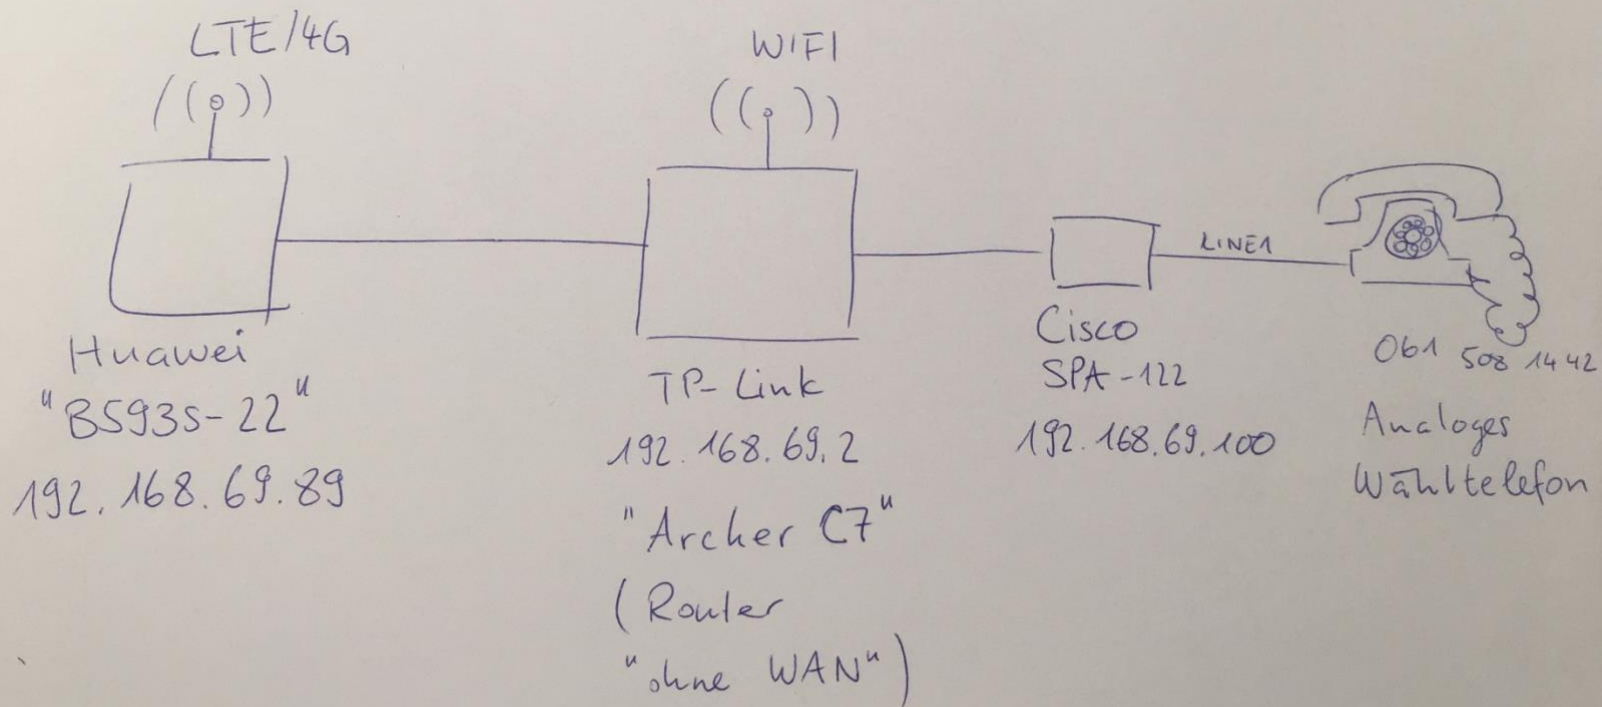 LTE/4G
WIFI
LINE1
Huawei
"B593s-22"
192.168.69.89
TP-Link
192.168.69.2
"Archer C7"
(Router
"ohne WAN")
Cisco
SPA-122
192.168.69.100
061 508 1442
Analoges
Wähltelefon